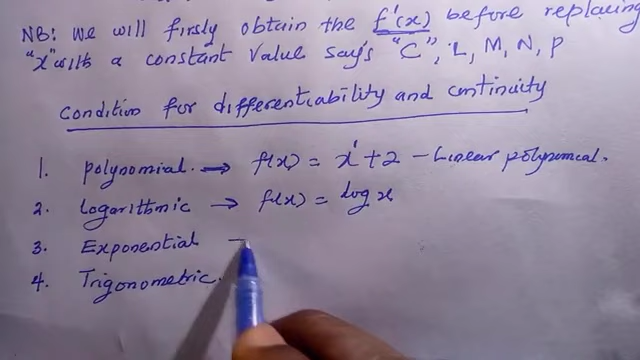 NB: We will firstly obtain the f'(x) before replacing
"x" with a constant value say's "C", L, M, N, P
Condition for differentiability and continuity
1. polynomial. → f(x) = x' + 2 - Linear polynomial.
2. Logarithmic → f(x) = log x
3. Exponential –
4. Trigonometric.